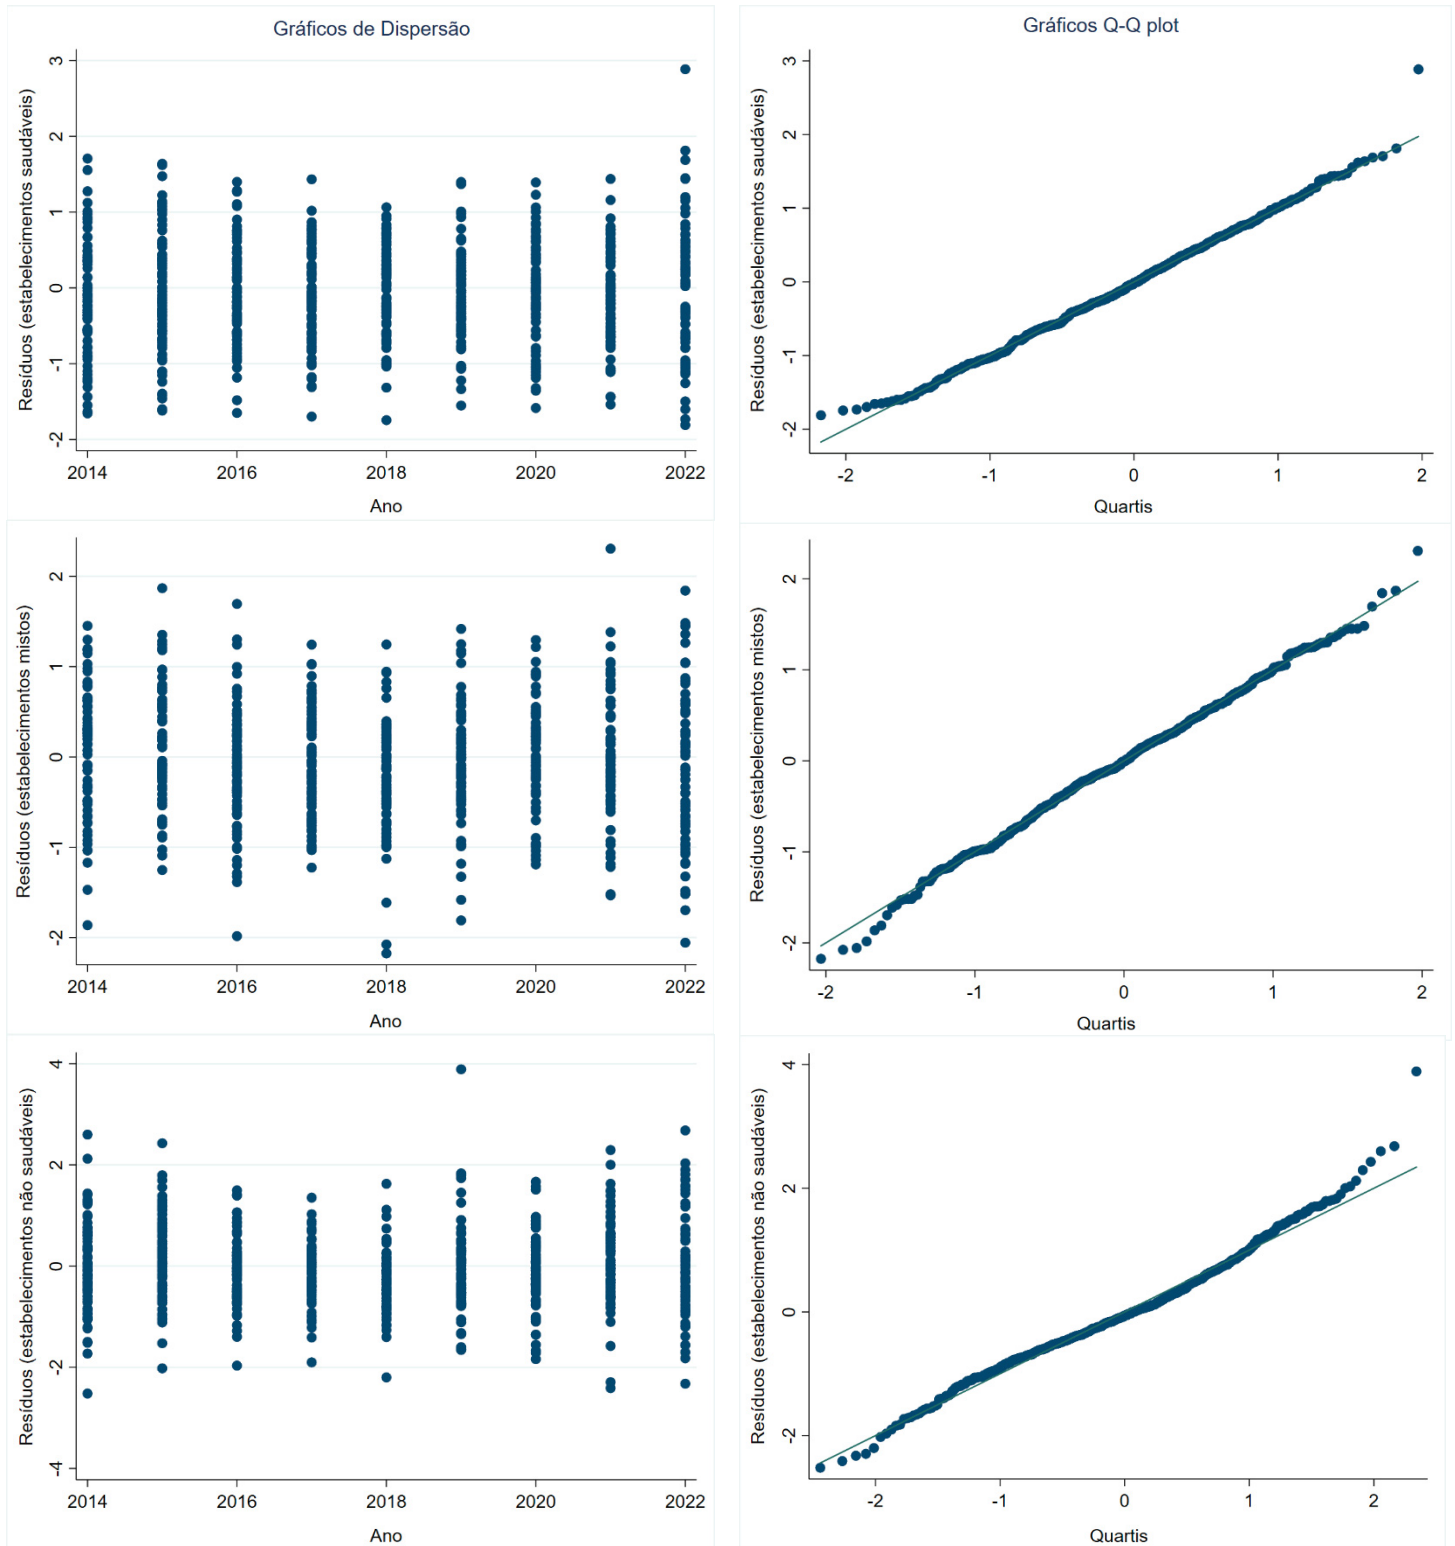 Gráficos de Dispersão
Resíduos (estabelecimentos saudáveis)
3
2
1
0
-1
-2
2014 2016 2018 2020 2022
Ano
Gráficos Q-Q plot
Resíduos (estabelecimentos saudáveis)
3
2
1
0
-1
-2
-2 -1 0 1 2
Quartis
Resíduos (estabelecimentos mistos)
2
1
0
-1
-2
2014 2016 2018 2020 2022
Ano
Resíduos (estabelecimentos mistos)
2
1
0
-1
-2
-2 -1 0 1 2
Quartis
Resíduos (estabelecimentos não saudáveis)
4
2
0
-2
-4
2014 2016 2018 2020 2022
Ano
Resíduos (estabelecimentos não saudáveis)
4
2
0
-2
-2 -1 0 1 2
Quartis